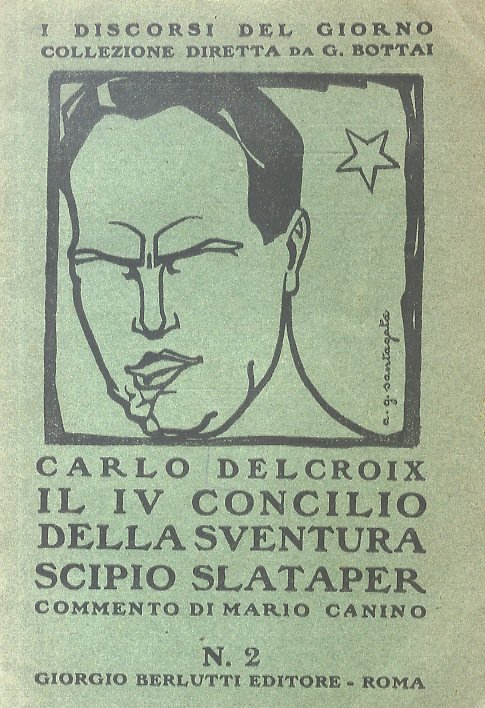 I DISCORSI DEL GIORNO
COLLEZIONE DIRETTA DA G. BOTTAI
a. g. santagata
CARLO DELCROIX
IL IV CONCILIO
DELLA SVENTURA
SCIPIO SLATAPER
COMMENTO DI MARIO CANINO
N. 2
GIORGIO BERLUTTI EDITORE - ROMA